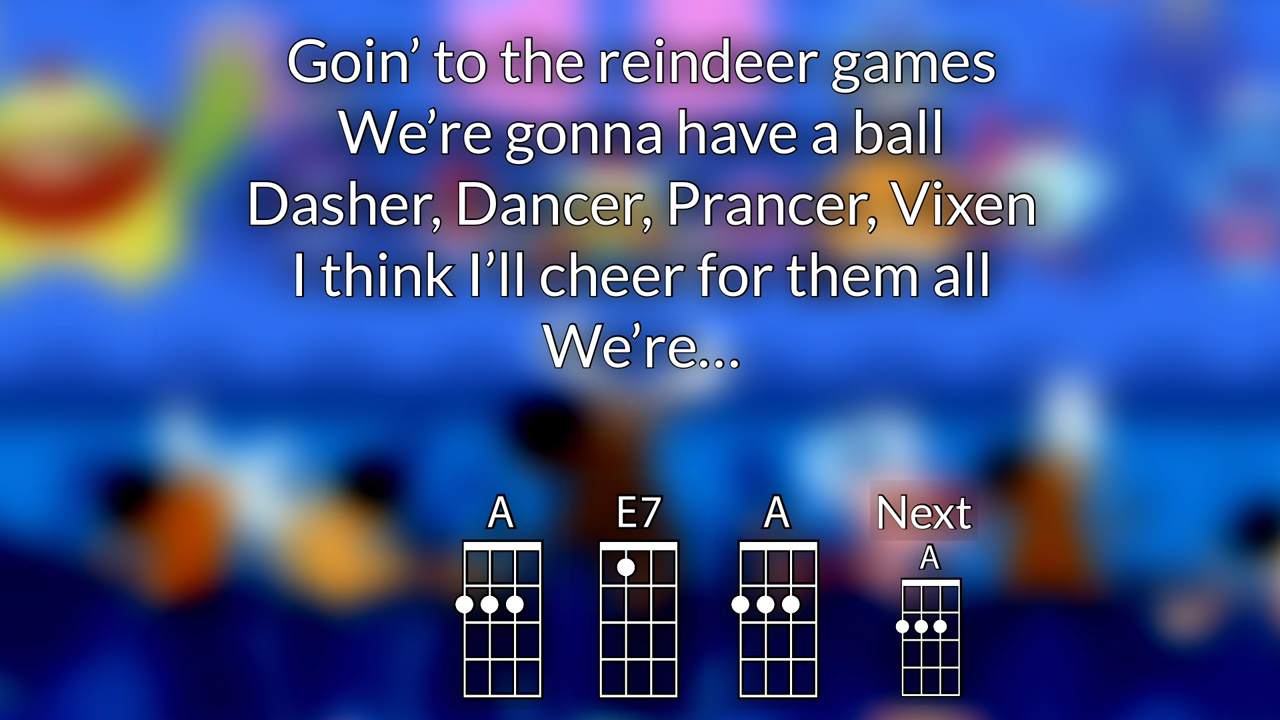 Goin’ to the reindeer games
We’re gonna have a ball
Dasher, Dancer, Prancer, Vixen
I think I’ll cheer for them all
We’re...
A E7 A Next
A